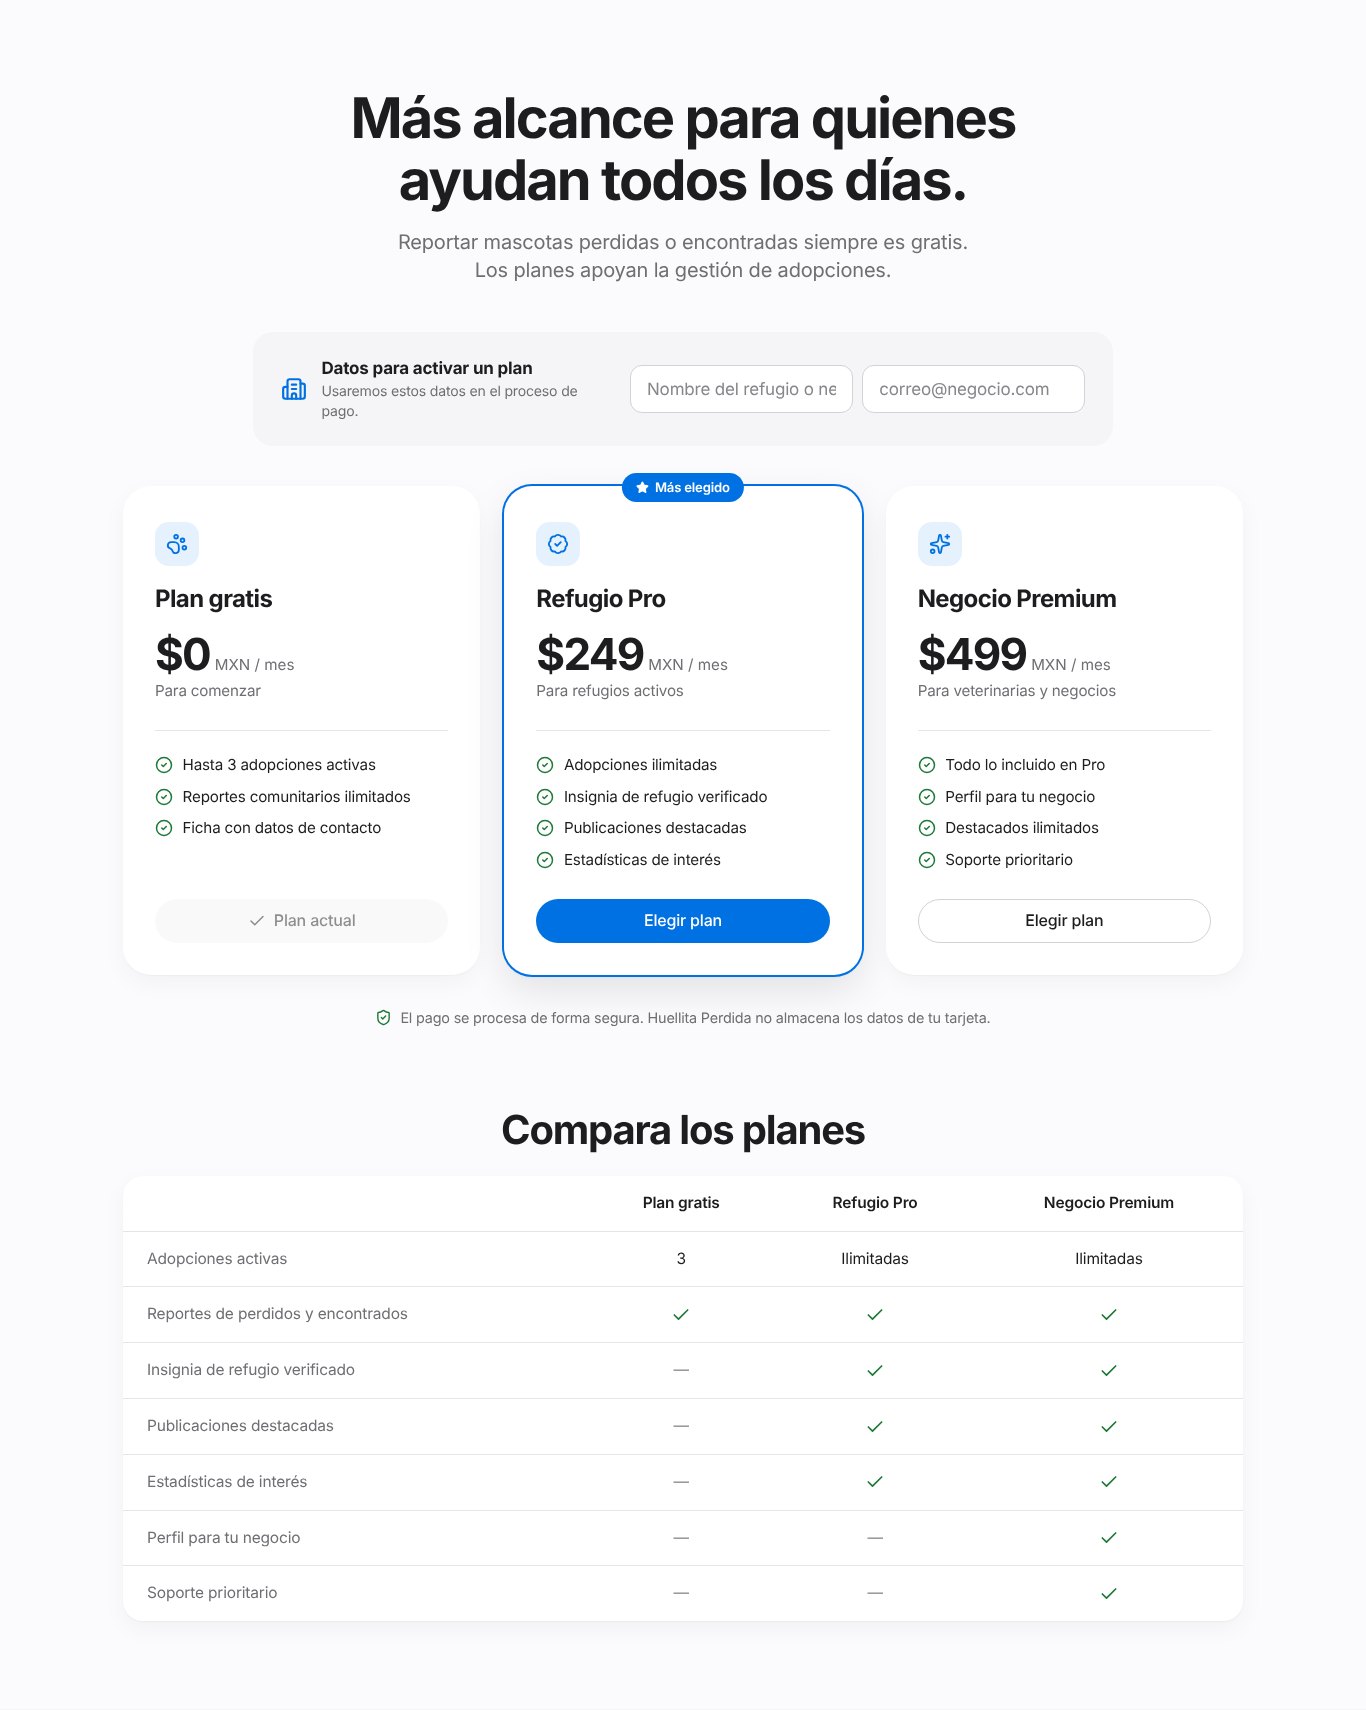 Más alcance para quienes
ayudan todos los días.
Reportar mascotas perdidas o encontradas siempre es gratis.
Los planes apoyan la gestión de adopciones.
Datos para activar un plan
Usaremos estos datos en el proceso de
pago.
Nombre del refugio o ne
correo@negocio.com
Plan gratis
$0 MXN / mes
Para comenzar
Hasta 3 adopciones activas
Reportes comunitarios ilimitados
Ficha con datos de contacto
Plan actual
Más elegido
Refugio Pro
$249 MXN / mes
Para refugios activos
Adopciones ilimitadas
Insignia de refugio verificado
Publicaciones destacadas
Estadísticas de interés
Elegir plan
Negocio Premium
$499 MXN / mes
Para veterinarias y negocios
Todo lo incluido en Pro
Perfil para tu negocio
Destacados ilimitados
Soporte prioritario
Elegir plan
El pago se procesa de forma segura. Huellita Perdida no almacena los datos de tu tarjeta.
Compara los planes
Plan gratis Refugio Pro Negocio Premium
Adopciones activas 3 Ilimitadas Ilimitadas
Reportes de perdidos y encontrados
Insignia de refugio verificado —
Publicaciones destacadas —
Estadísticas de interés —
Perfil para tu negocio — —
Soporte prioritario — —